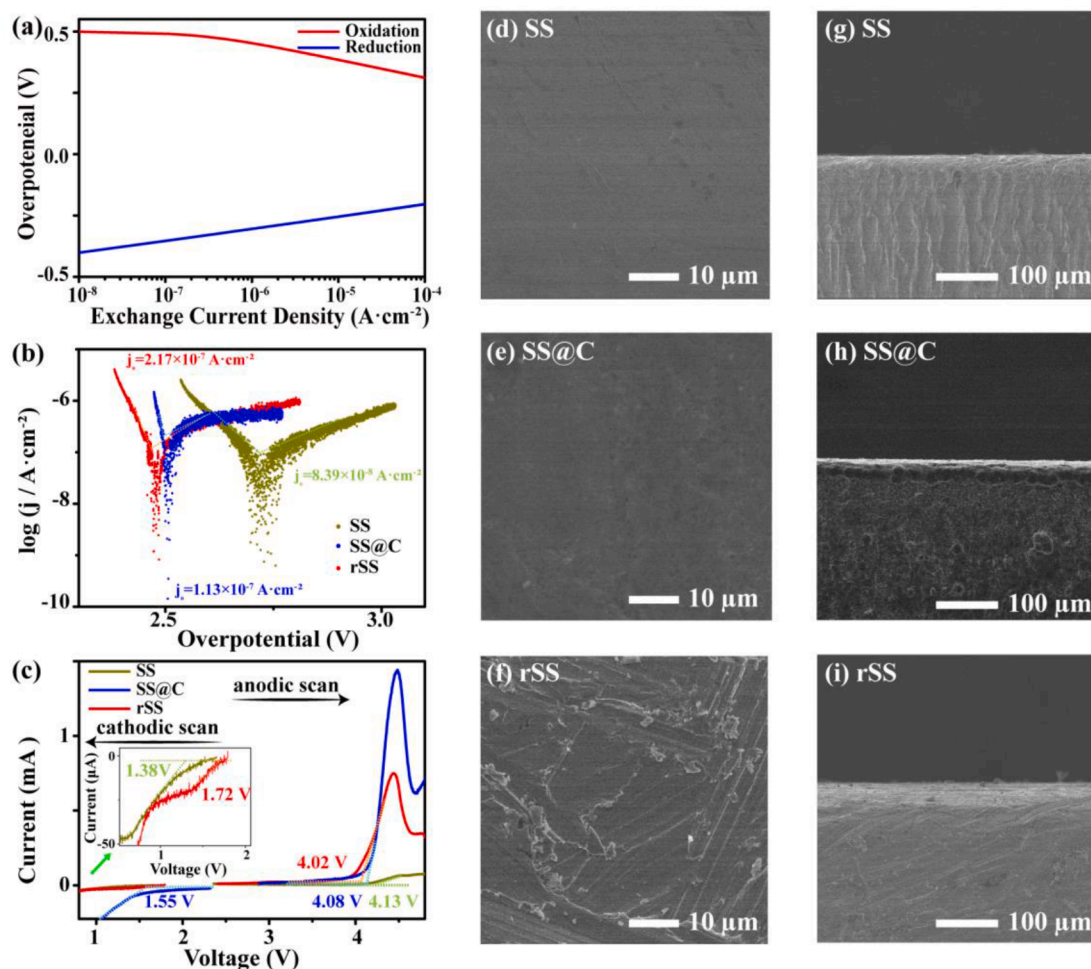 (a)
Oxidation
Reduction
0.5
0.0
-0.5
Overpoteneial (V)
10⁻⁸ 10⁻⁷ 10⁻⁶ 10⁻⁵ 10⁻⁴
Exchange Current Density (A·cm⁻²)
(b)
j₀=2.17×10⁻⁷ A·cm⁻²
j₀=8.39×10⁻⁸ A·cm⁻²
j₀=1.13×10⁻⁷ A·cm⁻²
SS
SS@C
rSS
-6
-8
-10
log (j / A·cm⁻²)
2.5 3.0
Overpotential (V)
(c)
SS
SS@C
rSS
anodic scan
cathodic scan
1
0
Current (mA)
0
-50
Current (μA)
1.38V
1.72 V
1 2
Voltage (V)
1.55 V
4.02 V
4.08 V
4.13 V
1 2 3 4
Voltage (V)
(d) SS
10 μm
(e) SS@C
10 μm
(f) rSS
10 μm
(g) SS
100 μm
(h) SS@C
100 μm
(i) rSS
100 μm